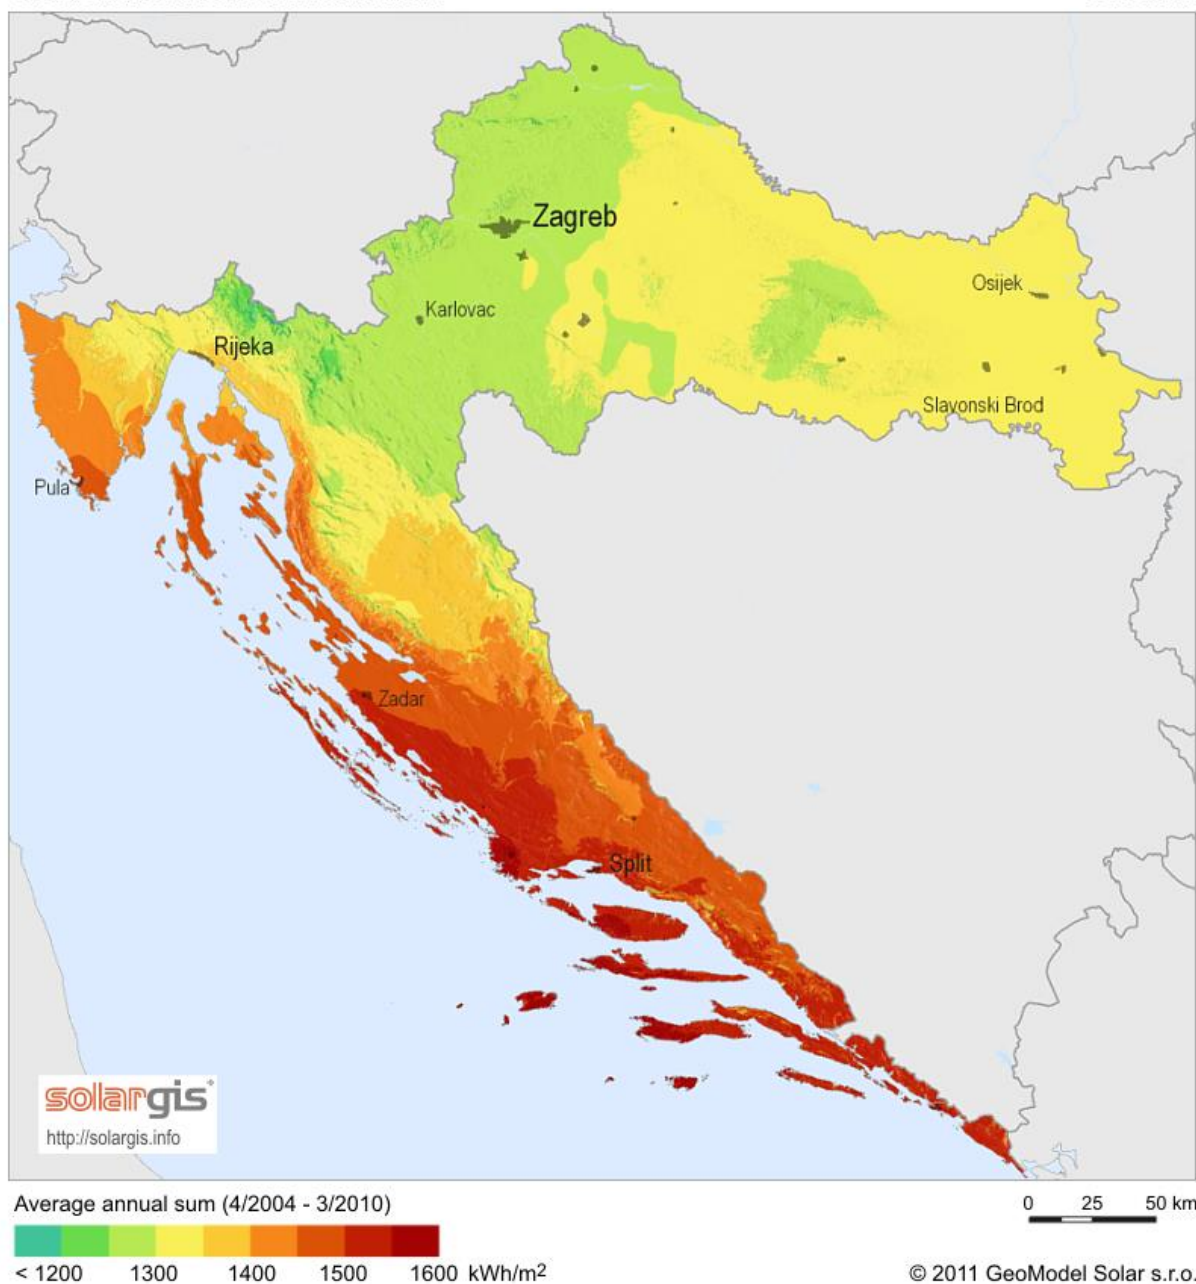 Zagreb
Osijek
Karlovac
Rijeka
Slavonski Brod
Pula
Zadar
Split
solargis
http://solargis.info
Average annual sum (4/2004 - 3/2010)
0 25 50 km
< 1200 1300 1400 1500 1600 kWh/m²
© 2011 GeoModel Solar s.r.o.